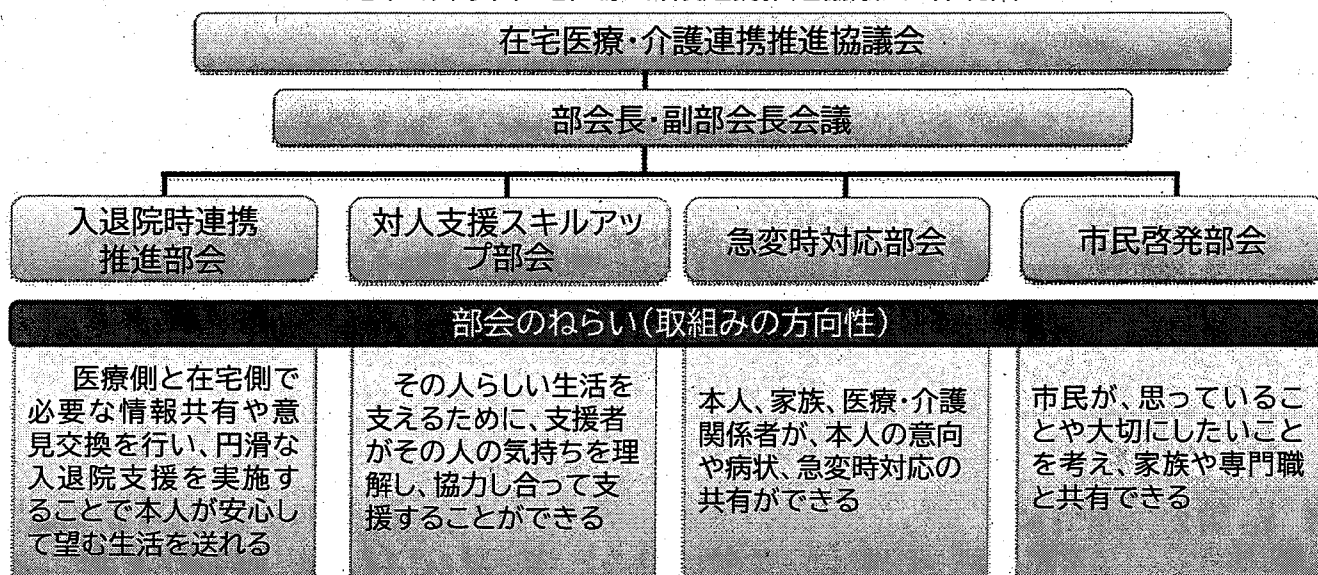 在宅医療・介護連携推進協議会
部会長・副部会長会議
入退院時連携
推進部会
対人支援スキルアッ
プ部会
急変時対応部会
市民啓発部会
部会のねらい(取組みの方向性)
医療側と在宅側で
必要な情報共有や意
見交換を行い、円滑な
入退院支援を実施す
ることで本人が安心し
て望む生活を送れる
その人らしい生活を
支えるために、支援者
がその人の気持ちを理
解し、協力し合って支
援することができる
本人、家族、医療・介護
関係者が、本人の意向
や病状、急変時対応の
共有ができる
市民が、思っているこ
とや大切にしたいこと
を考え、家族や専門職
と共有できる